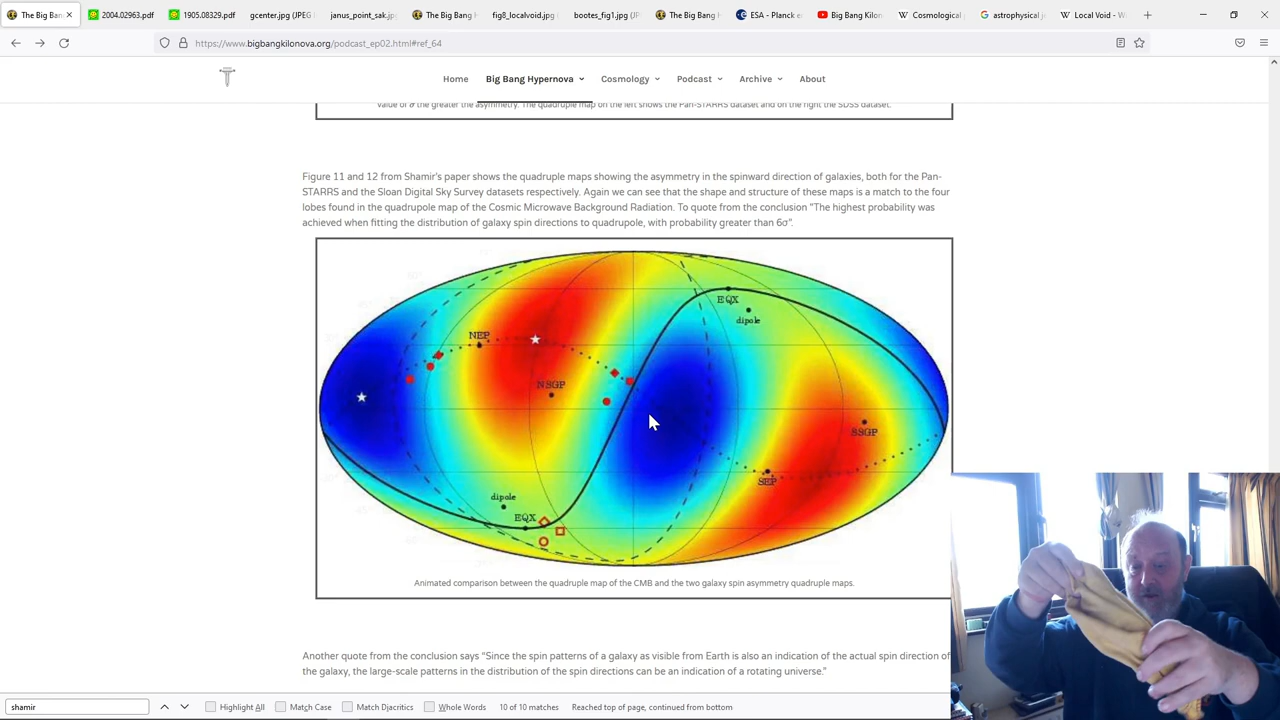 The Big Ban
2004.02963.pdf
1905.08329.pdf
gcenter.jpg (JPEG I
janus_point_sak.jp
The Big Bang
fig8_localvoid.jpg (
bootes_fig1.jpg (JP
The Big Bang
ESA - Planck e
Big Bang Kilon
Cosmological
astrophysical j
Local Void - Wi
https://www.bigbangkilonova.org/podcast_ep02.html#ref_64
Home
Big Bang Hypernova
Cosmology
Podcast
Archive
About
value of σ the greater the asymmetry. The quadruple map on the left shows the Pan-STARRS dataset and on the right the SDSS dataset.
Figure 11 and 12 from Shamir's paper shows the quadruple maps showing the asymmetry in the spinward direction of galaxies, both for the Pan-
STARRS and the Sloan Digital Sky Survey datasets respectively. Again we can see that the shape and structure of these maps is a match to the four
lobes found in the quadrupole map of the Cosmic Microwave Background Radiation. To quote from the conclusion "The highest probability was
achieved when fitting the distribution of galaxy spin directions to quadrupole, with probability greater than 6σ".
EQX
dipole
NEP
NSGP
SSGP
SEP
dipole
EQX
Animated comparison between the quadruple map of the CMB and the two galaxy spin asymmetry quadruple maps.
Another quote from the conclusion says "Since the spin patterns of a galaxy as visible from Earth is also an indication of the actual spin direction of
the galaxy, the large-scale patterns in the distribution of the spin directions can be an indication of a rotating universe."
shamir
Highlight All
Match Case
Match Diacritics
Whole Words
10 of 10 matches
Reached top of page, continued from bottom